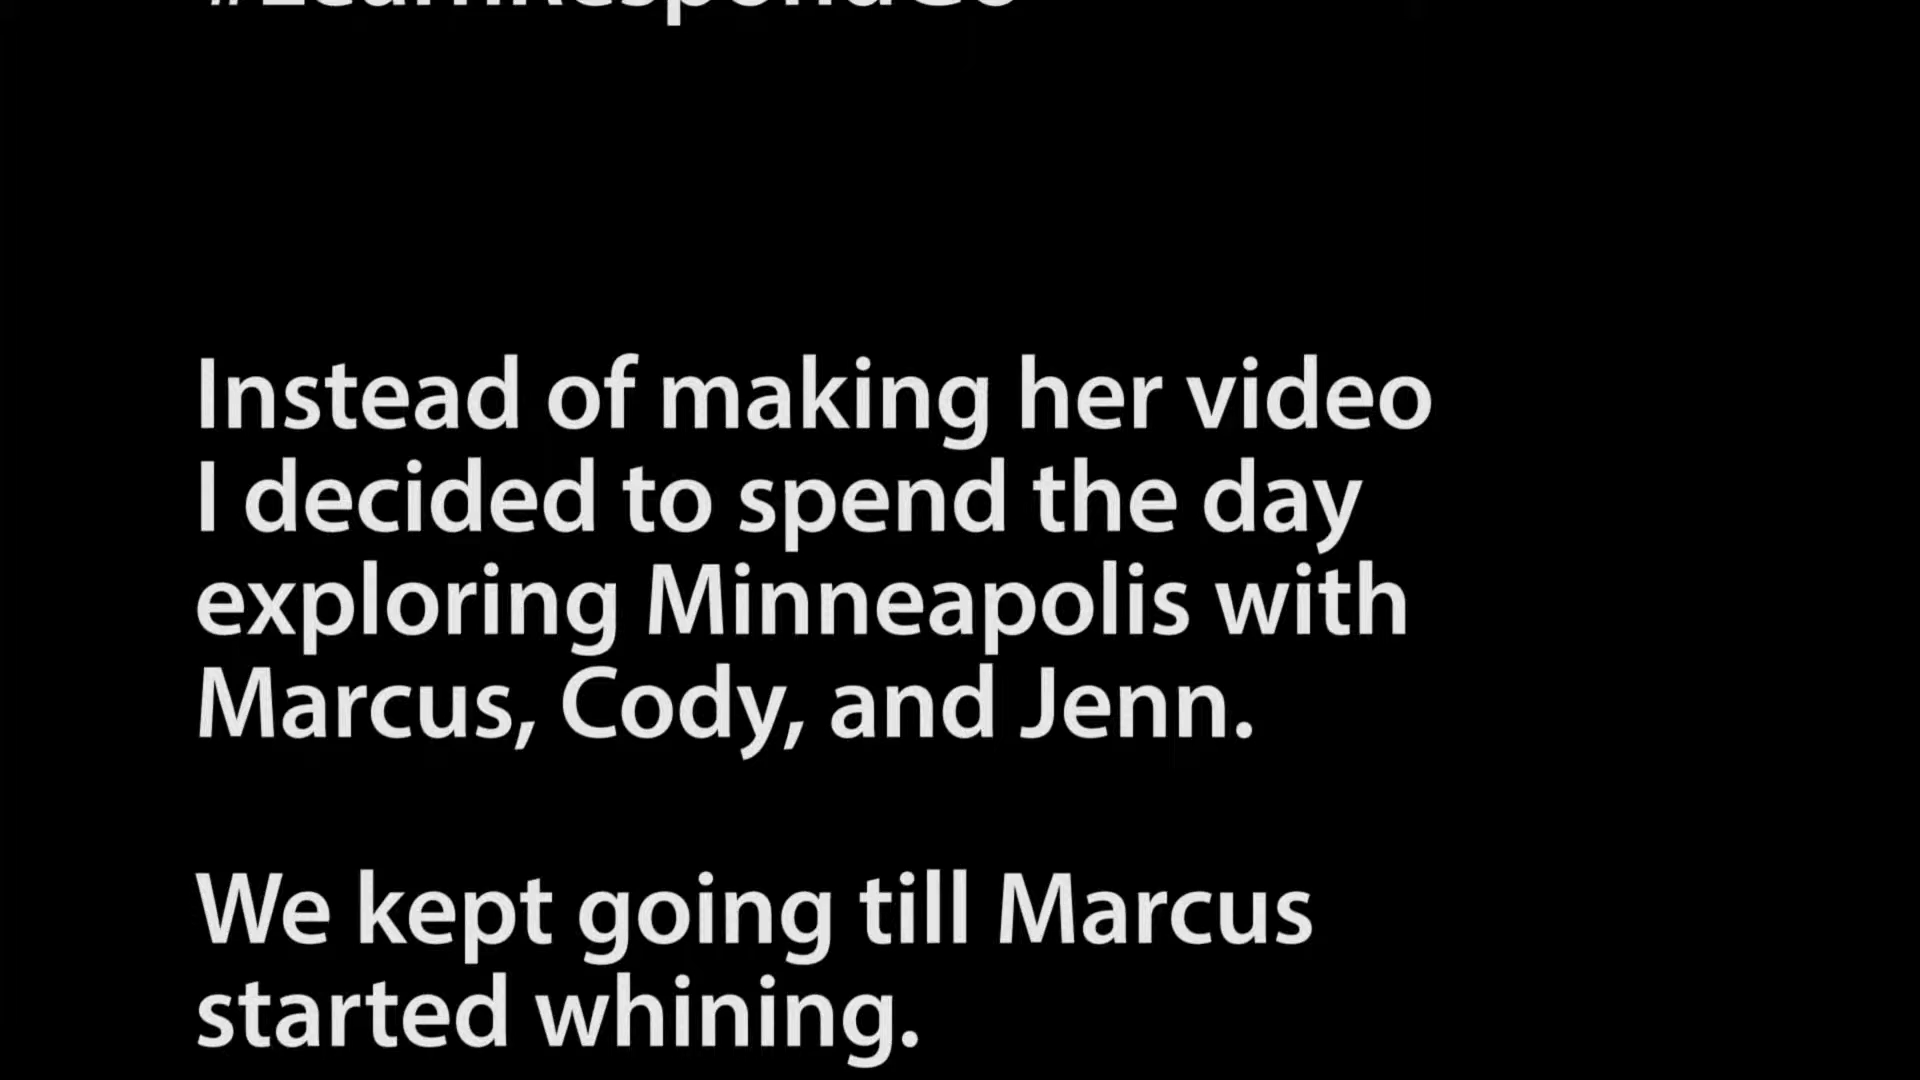 #LearnRespondGo
Instead of making her video
I decided to spend the day
exploring Minneapolis with
Marcus, Cody, and Jenn.
We kept going till Marcus
started whining.